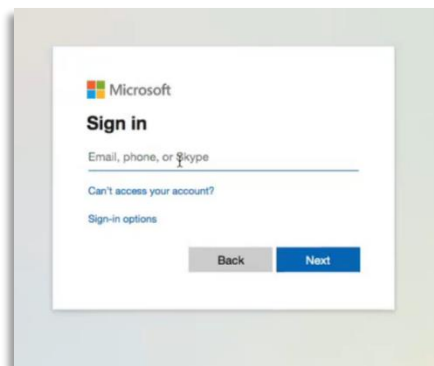 Microsoft
Sign in
Email, phone, or Skype
Can't access your account?
Sign-in options
Back Next